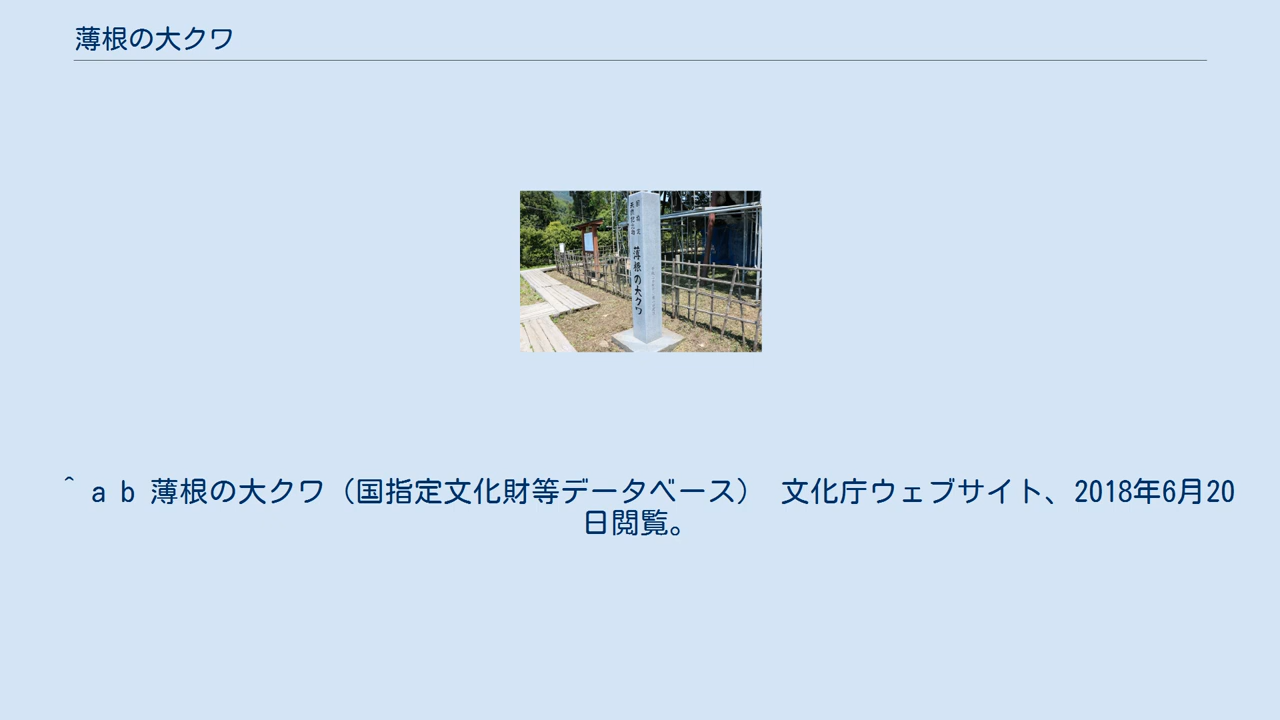 薄根の大クワ
薄根の大クワ
^ a b 薄根の大クワ（国指定文化財等データベース） 文化庁ウェブサイト、2018年6月20
日閲覧。